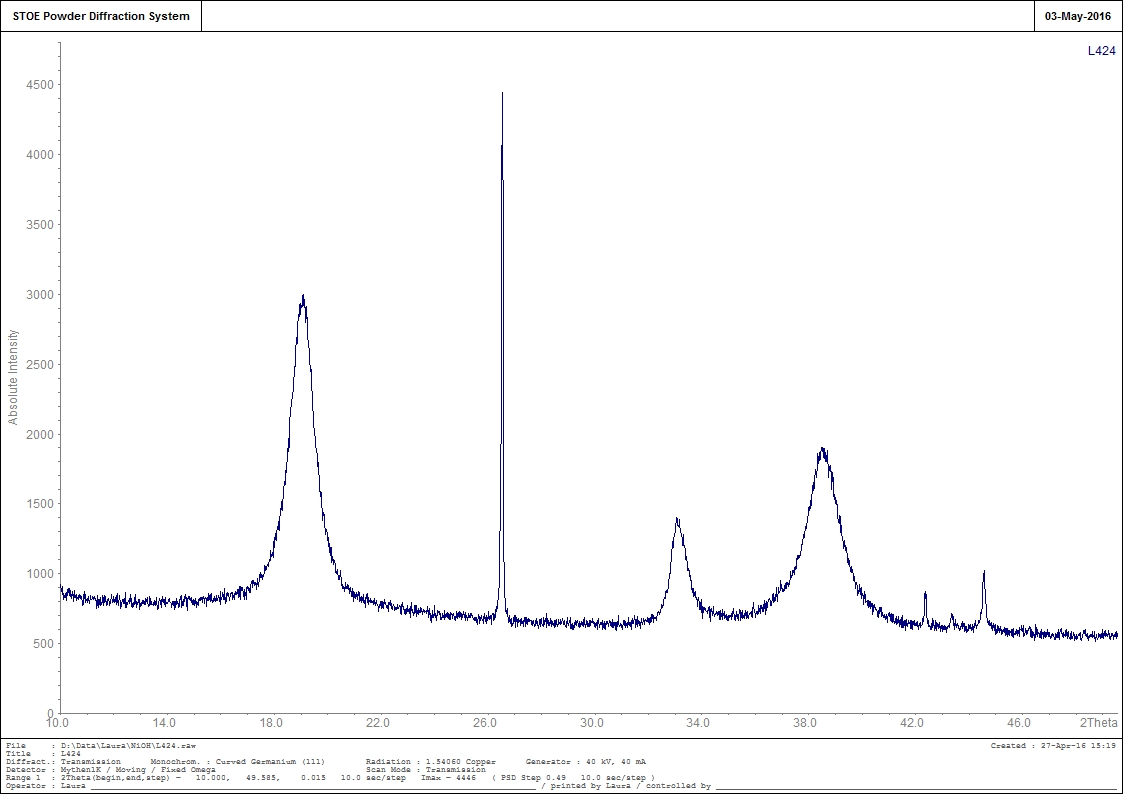 STOE Powder Diffraction System 03-May-2016
L424
4500
4000
3500
3000
2500
2000
1500
1000
500
0
Absolute Intensity
10.0 14.0 18.0 22.0 26.0 30.0 34.0 38.0 42.0 46.0 2Theta
File : D:\Data\Laura\NiOH\L424.raw Created : 27-Apr-16 15:19
Title : L424
Diffract.: Transmission Monochrom. : Curved Germanium (111) Radiation : 1.54060 Copper Generator : 40 kV, 40 mA
Detector : Mythen1K / Moving / Fixed Omega Scan Mode : Transmission
Range 1 : 2Theta(begin,end,step) = 10.000, 49.585, 0.015 10.0 sec/step Imax = 4446 ( PSD Step 0.49 10.0 sec/step )
Operator : Laura / printed by Laura / controlled by